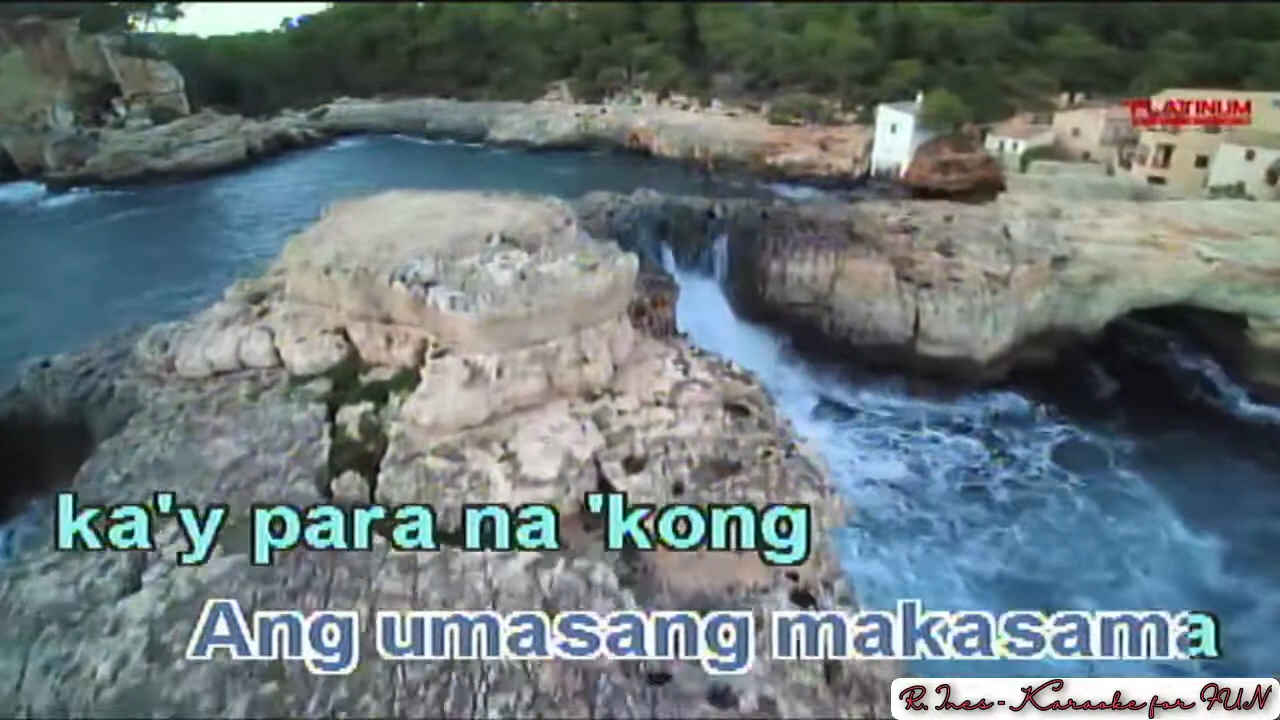 PLATINUM
ka'y para na 'kong
Ang umasang makasama
R. Ines - Karaoke for FUN